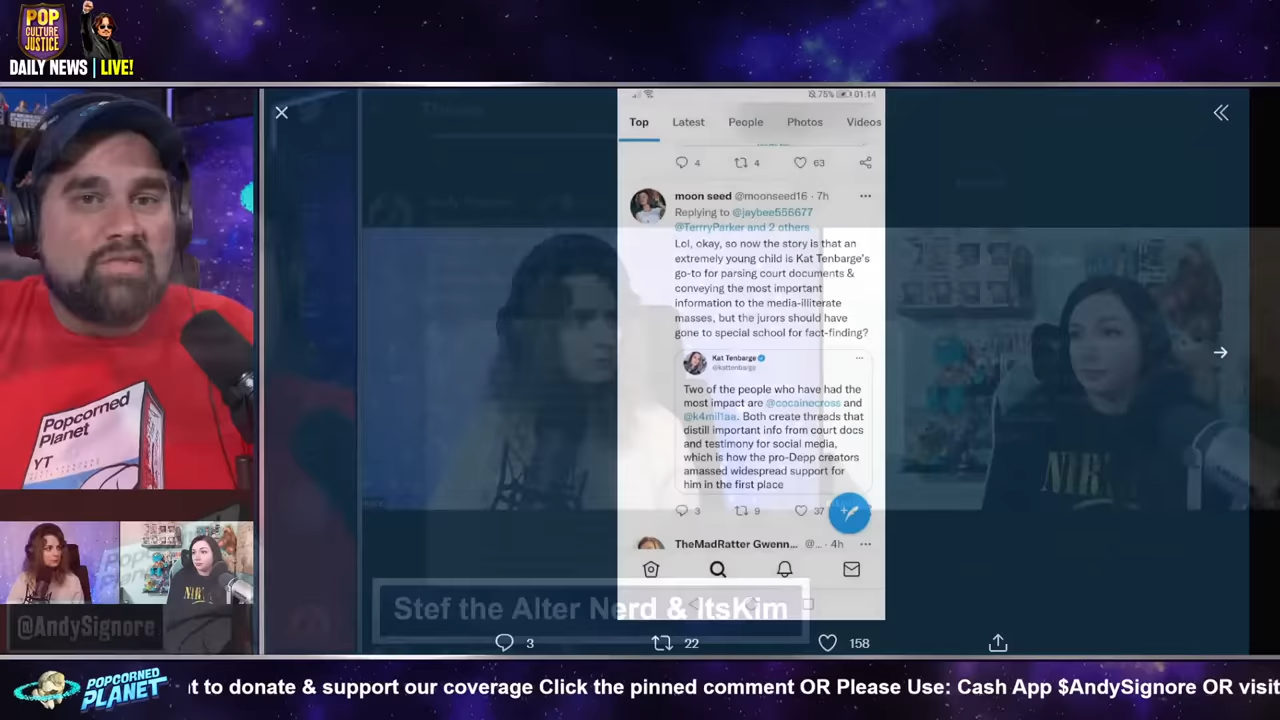 POP
CULTURE
JUSTICE
DAILY NEWS | LIVE!
75% 01:14
Top Latest People Photos Videos
4 4 63
moon seed @moonseed16 · 7h
Replying to @jaybee556677
@TerrryParker and 2 others
Lol, okay, so now the story is that an
extremely young child is Kat Tenbarge's
go-to for parsing court documents &
conveying the most important
information to the media-illiterate
masses, but the jurors should have
gone to special school for fact-finding?
Kat Tenbarge
@kattenbarge
Two of the people who have had the
most impact are @cocainecross and
@k4mil1aa. Both create threads that
distill important info from court docs
and testimony for social media,
which is how the pro-Depp creators
amassed widespread support for
him in the first place
3 9 37
TheMadRatter Gwenn... @... · 4h
Stef the Alter Nerd & ItsKim
3 22 158
Popcorned
Planet
YT
NIR
@AndySignore
POPCORNED
PLANET
t to donate & support our coverage Click the pinned comment OR Please Use: Cash App $AndySignore OR visit